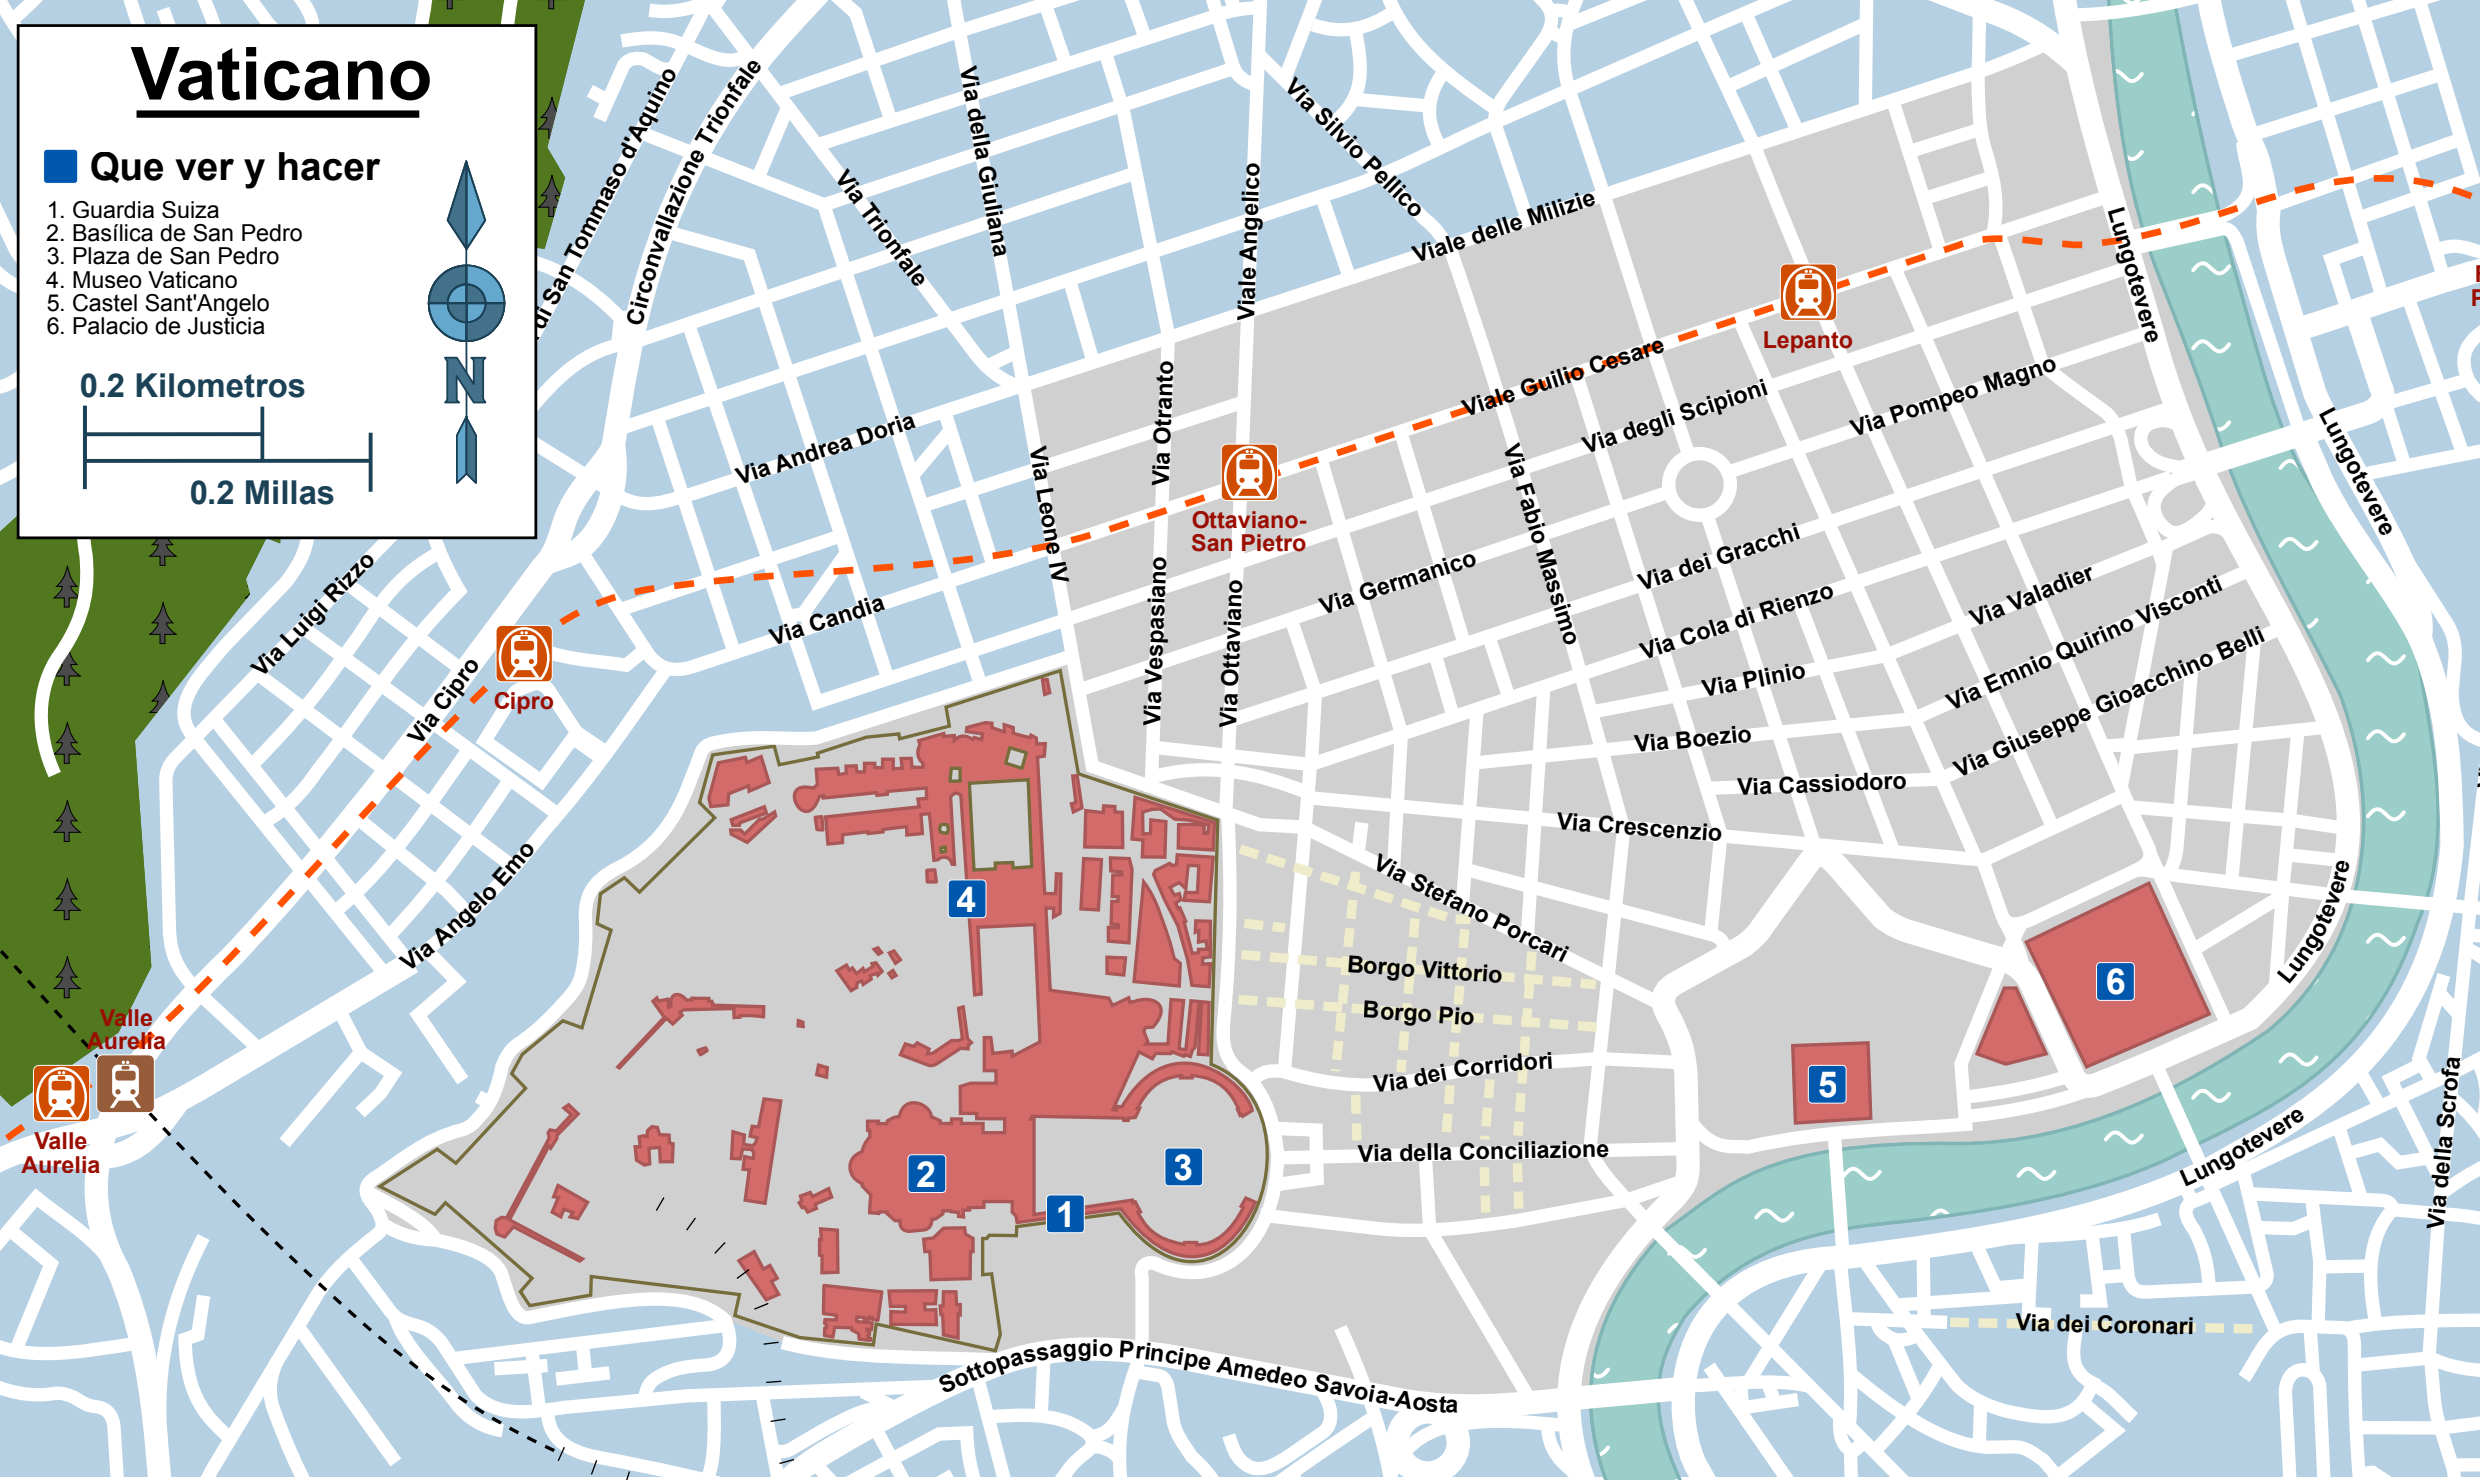 Vaticano
Que ver y hacer
1. Guardia Suiza
2. Basílica de San Pedro
3. Plaza de San Pedro
4. Museo Vaticano
5. Castel Sant'Angelo
6. Palacio de Justicia
0.2 Kilometros
0.2 Millas
N
di San Tommaso d'Aquino
Circonvallazione Trionfale
Via Trionfale
Via della Giuliana
Viale Angelico
Via Silvio Pellico
Viale delle Milizie
Lungotevere
Lepanto
Via Otranto
Viale Guilio Cesare
Via degli Scipioni
Via Pompeo Magno
Via Andrea Doria
Via Leone IV
Ottaviano-
San Pietro
Via Fabio Massimo
Lungotevere
Via Luigi Rizzo
Via Candia
Via Vespasiano
Via Ottaviano
Via Germanico
Via dei Gracchi
Via Cola di Rienzo
Via Valadier
Via Emnio Quirino Visconti
Via Giuseppe Gioacchino Belli
Via Cipro
Cipro
Via Plinio
Via Boezio
Via Cassiodoro
Via Crescenzio
Via Stefano Porcari
Via Angelo Emo
4
Borgo Vittorio
Borgo Pio
6
Lungotevere
Valle
Aurelia
Valle
Aurelia
Via dei Corridori
5
Via della Conciliazione
2
3
1
Lungotevere
Via della Scrofa
Via dei Coronari
Sottopassaggio Principe Amedeo Savoia-Aosta